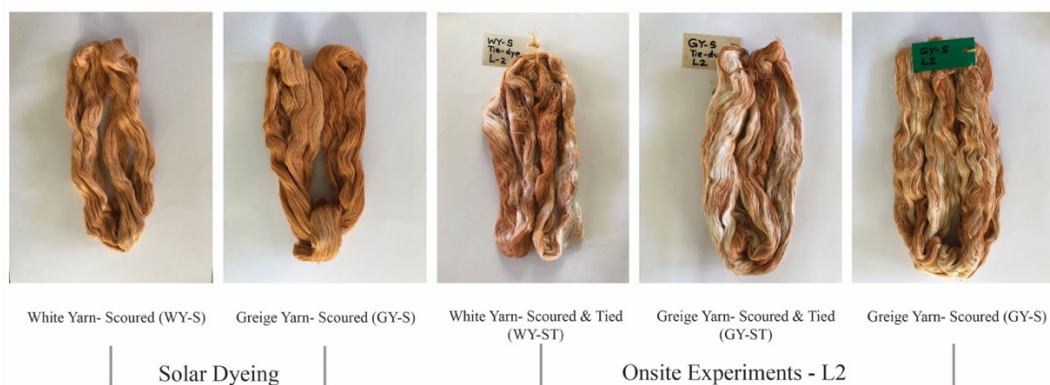 WY-S
Tie-dye
L-2
GY-S
Tie-dy
L2
GY-S
L2
White Yarn- Scoured (WY-S)
Greige Yarn- Scoured (GY-S)
White Yarn- Scoured & Tied
(WY-ST)
Greige Yarn- Scoured & Tied
(GY-ST)
Greige Yarn- Scoured (GY-S)
Solar Dyeing
Onsite Experiments - L2